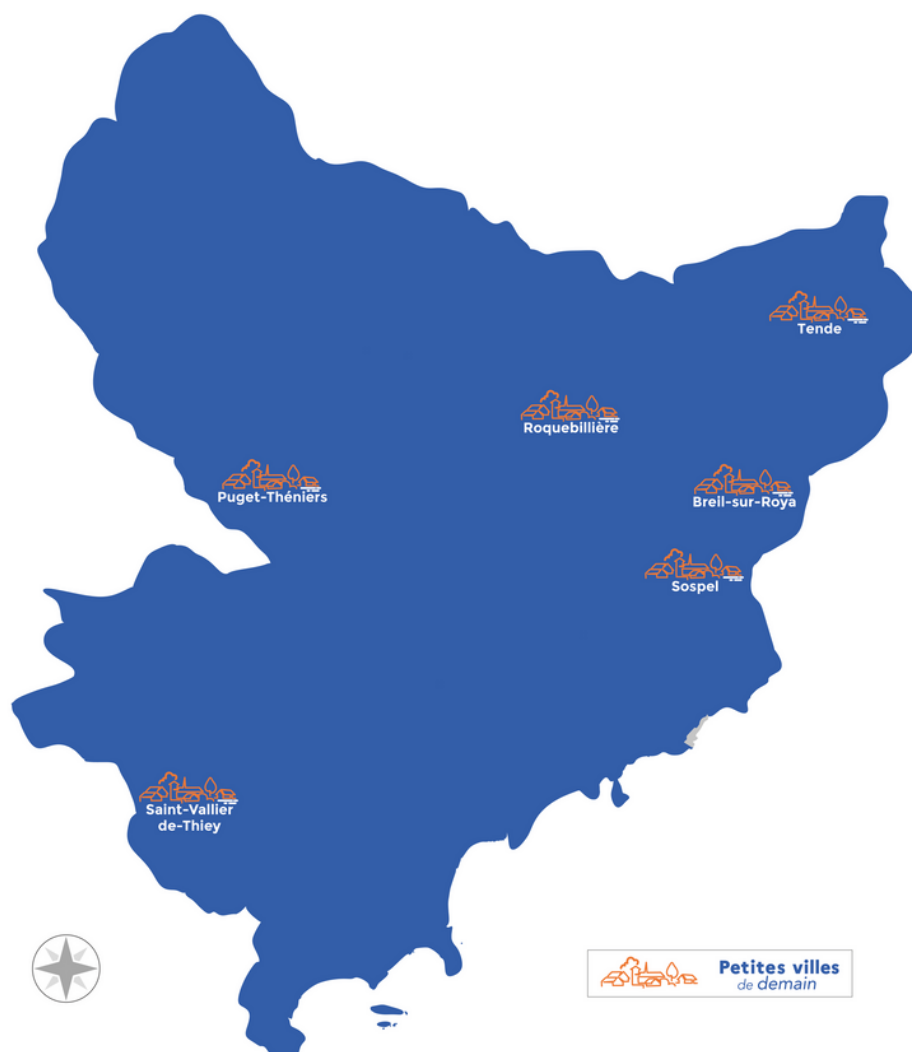 Tende
Roquebillière
Puget-Théniers
Breil-sur-Roya
Sospel
Saint-Vallier
de-Thiey
Petites villes
de demain